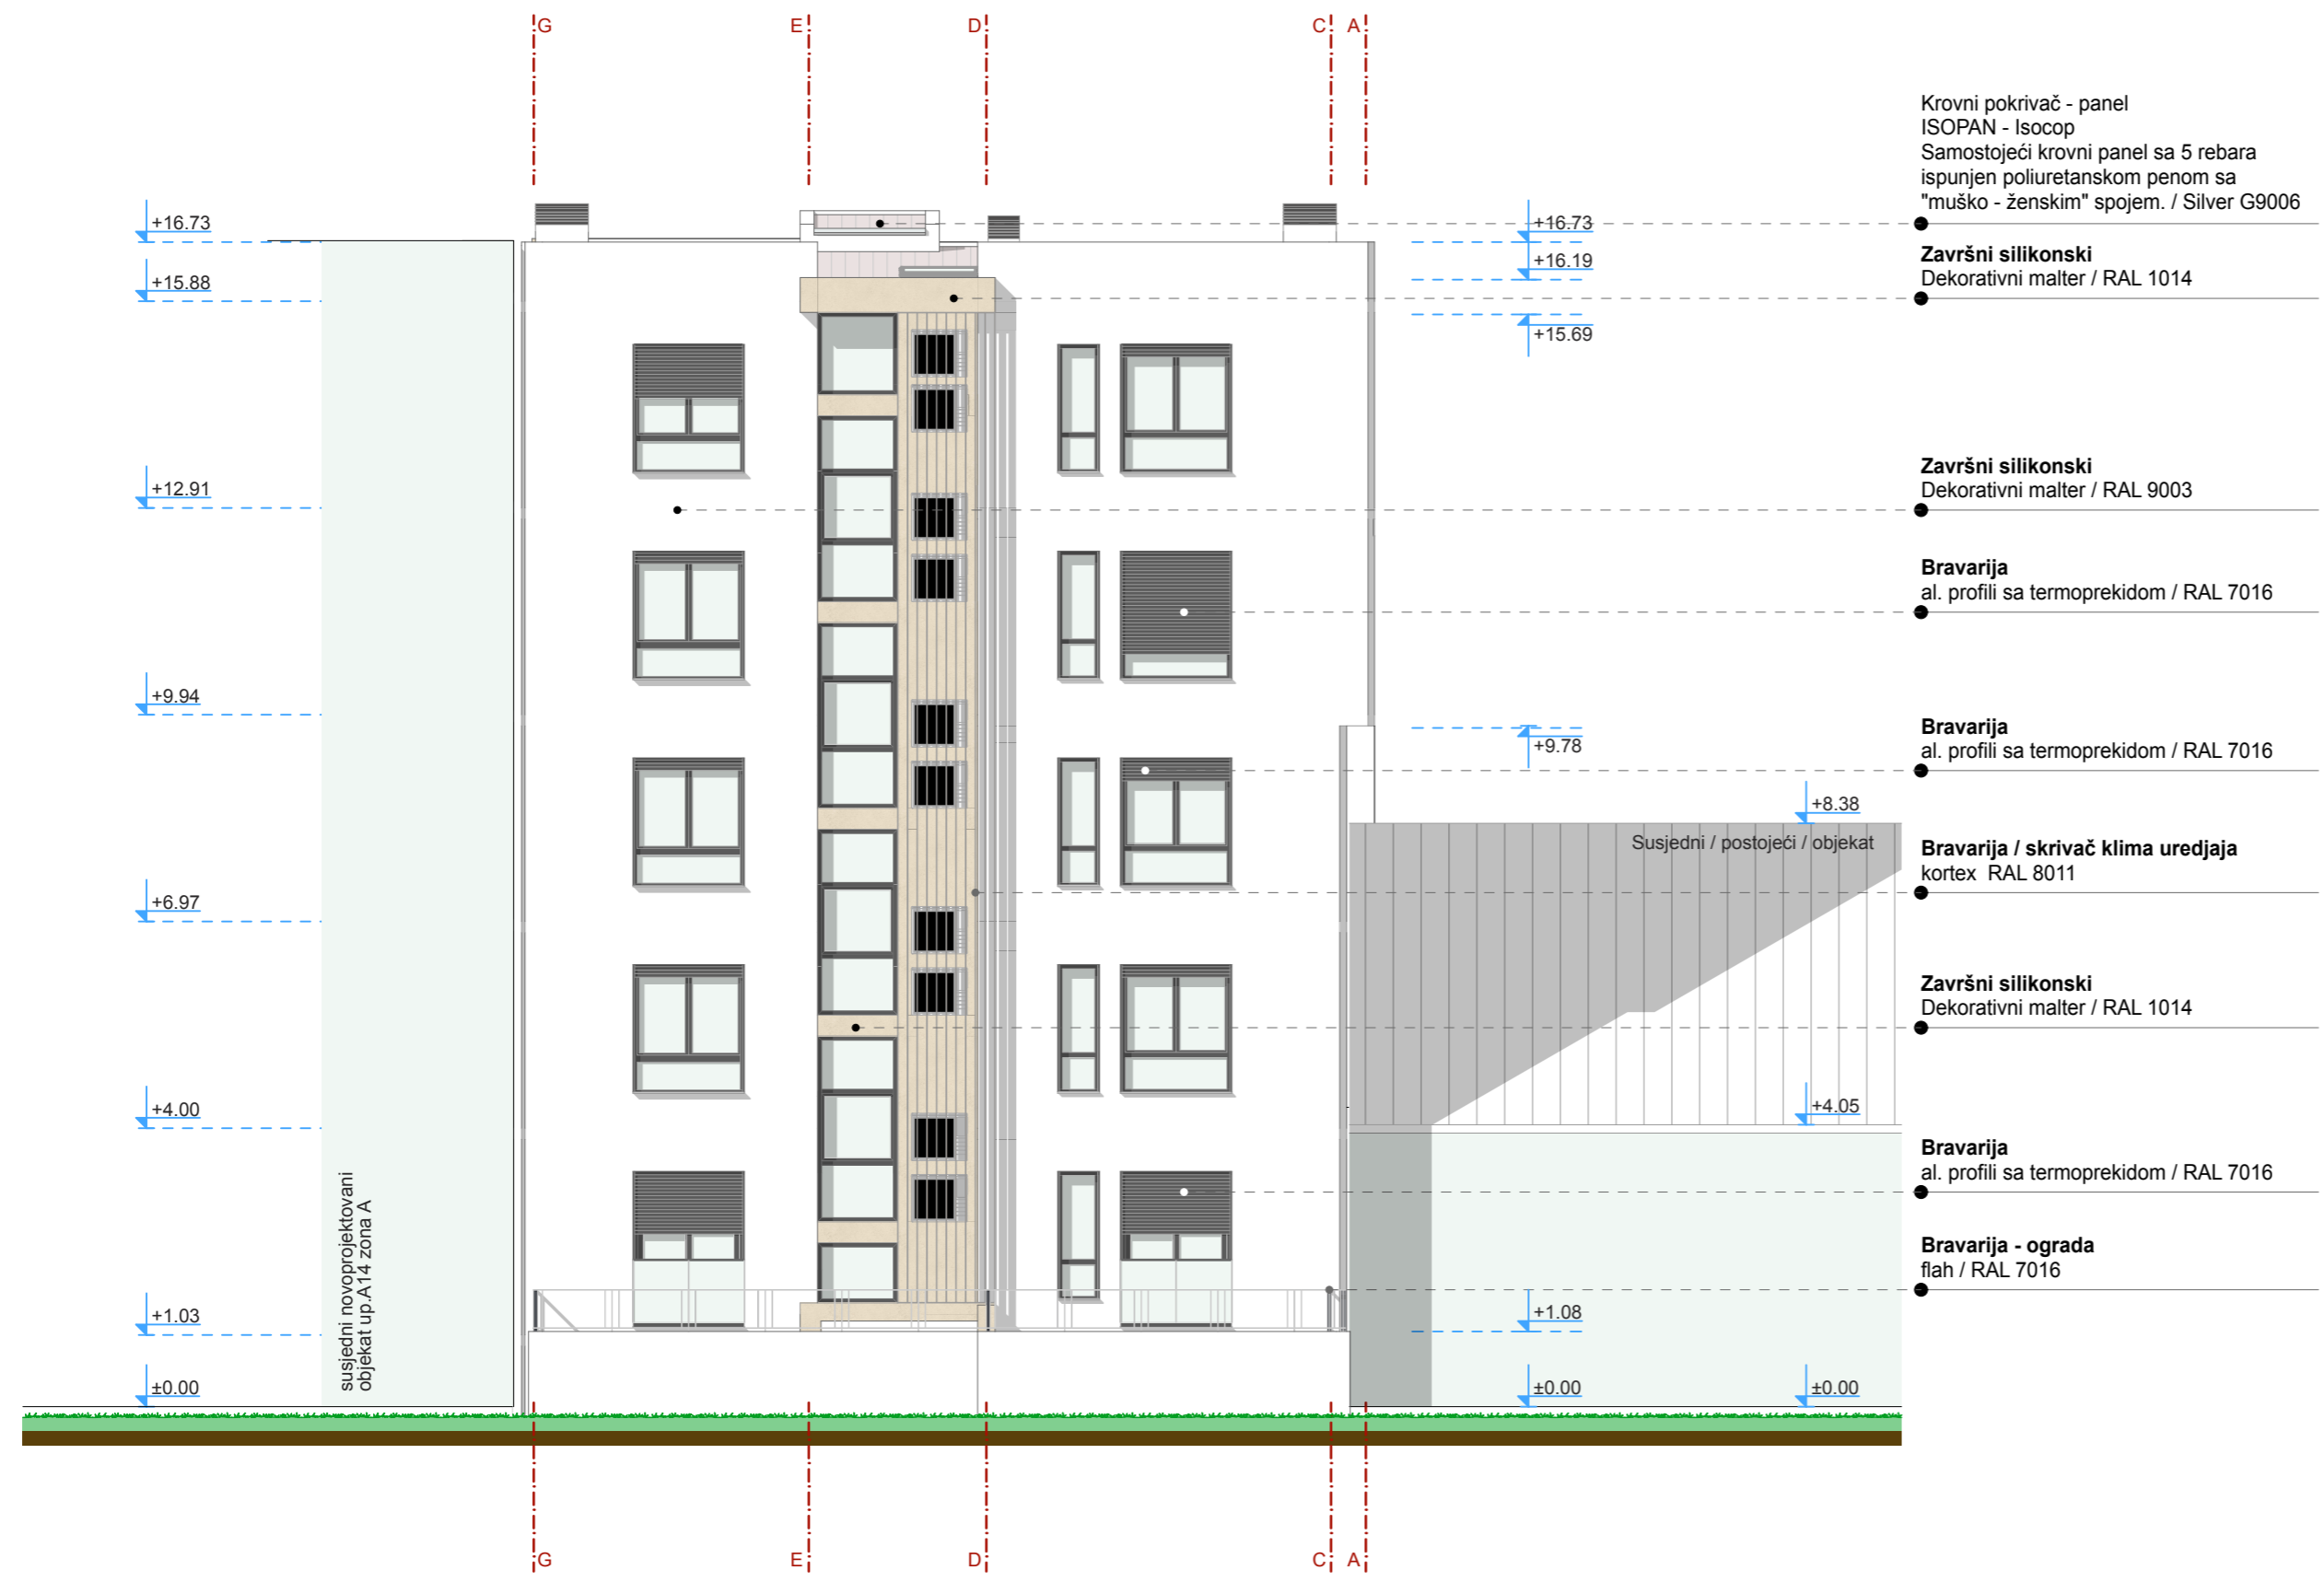 G
E
D
C
A
Krovni pokrivač - panel
ISOPAN - Isocop
Samostojeći krovni panel sa 5 rebara
ispunjen poliuretanskom penom sa
"muško - ženskim" spojem. / Silver G9006
+16.73
+15.88
+12.91
+9.94
+6.97
+4.00
+1.03
±0.00
susjedni novoprojektovani
objekat up.A14 zona A
+16.73
+16.19
+15.69
+9.78
+1.08
±0.00
+8.38
Susjedni / postojeći / objekat
+4.05
±0.00
Završni silikonski
Dekorativni malter / RAL 1014
Završni silikonski
Dekorativni malter / RAL 9003
Bravarija
al. profili sa termoprekidom / RAL 7016
Bravarija
al. profili sa termoprekidom / RAL 7016
Bravarija / skrivač klima uredjaja
kortex RAL 8011
Završni silikonski
Dekorativni malter / RAL 1014
Bravarija
al. profili sa termoprekidom / RAL 7016
Bravarija - ograda
flah / RAL 7016
G
E
D
C
A